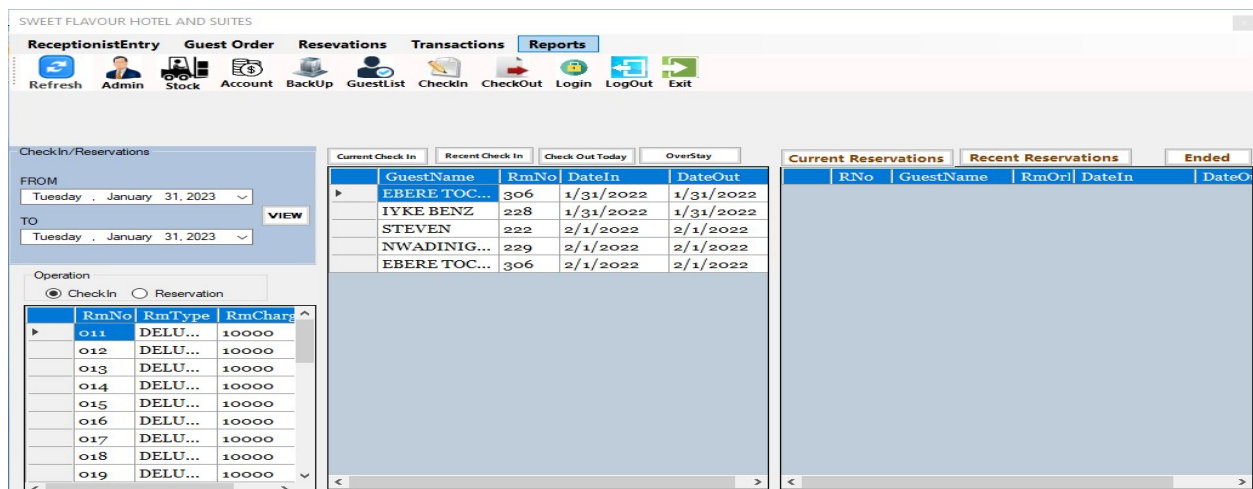 SWEET FLAVOUR HOTEL AND SUITES
ReceptionistEntry Guest Order Resevations Transactions Reports
Refresh Admin Stock Account BackUp GuestList CheckIn CheckOut Login LogOut Exit
CheckIn/Reservations
FROM
Tuesday , January 31, 2023
VIEW
TO
Tuesday , January 31, 2023
Operation
CheckIn Reservation
RmNo RmType RmCharg
011 DELU... 10000
012 DELU... 10000
013 DELU... 10000
014 DELU... 10000
015 DELU... 10000
016 DELU... 10000
017 DELU... 10000
018 DELU... 10000
019 DELU... 10000
Current Check In Recent Check In Check Out Today OverStay
GuestName RmNo DateIn DateOut
EBERE TOC... 306 1/31/2022 1/31/2022
IYKE BENZ 228 1/31/2022 1/31/2022
STEVEN 222 2/1/2022 2/1/2022
NWADINIG... 229 2/1/2022 2/1/2022
EBERE TOC... 306 2/1/2022 2/1/2022
Current Reservations Recent Reservations Ended
RNo GuestName RmOrl DateIn DateO